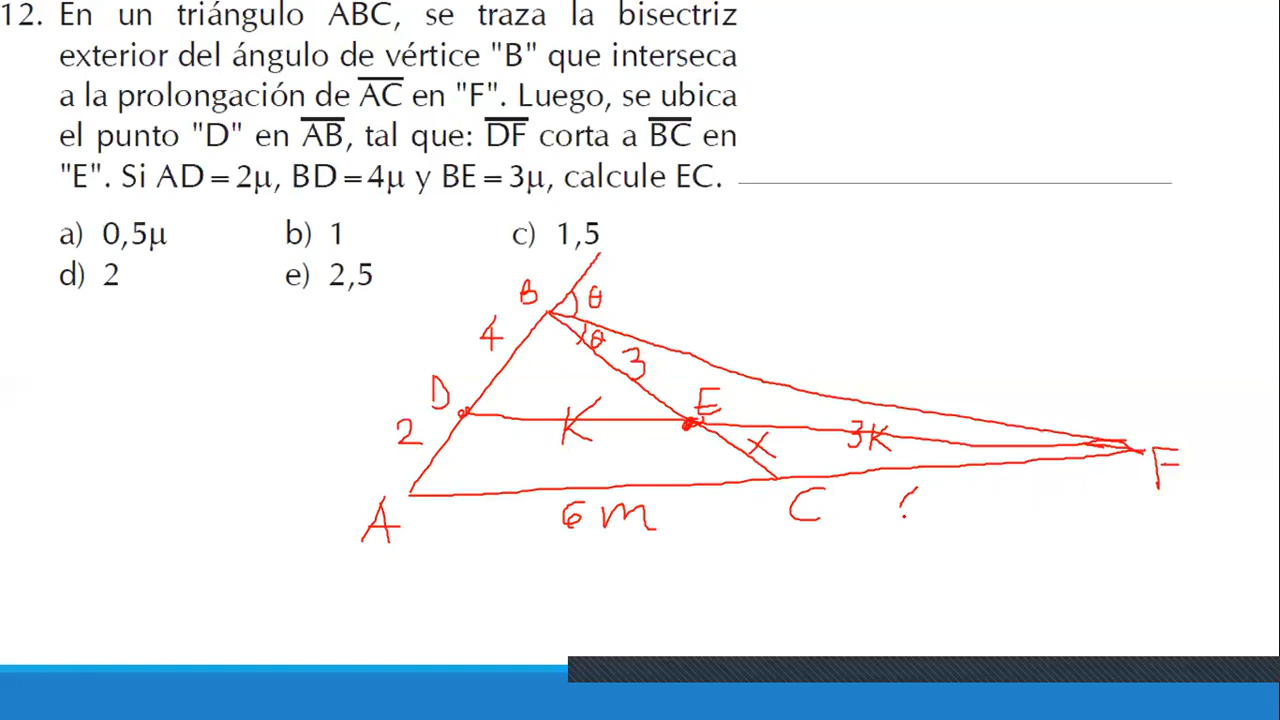 12. En un triángulo ABC, se traza la bisectriz
exterior del ángulo de vértice "B" que interseca
a la prolongación de AC en "F". Luego, se ubica
el punto "D" en AB, tal que: DF corta a BC en
"E". Si AD=2μ, BD=4μ y BE=3μ, calcule EC.
a) 0,5μ b) 1 c) 1,5
d) 2 e) 2,5
B θ
4 θ
3
D E
2 K x 3K
F
A 6m C